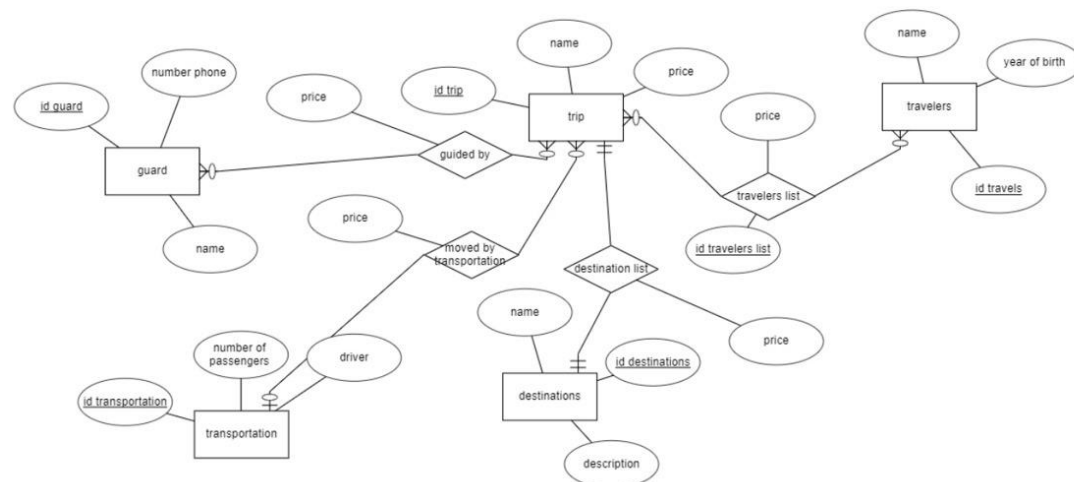 name
name
number phone
price
year of birth
id guard
price
id trip
travelers
trip
price
guided by
guard
travelers list
id travels
price
name
moved by
transportation
id travelers list
destination list
name
number of
passengers
driver
price
id destinations
id transportation
destinations
transportation
description